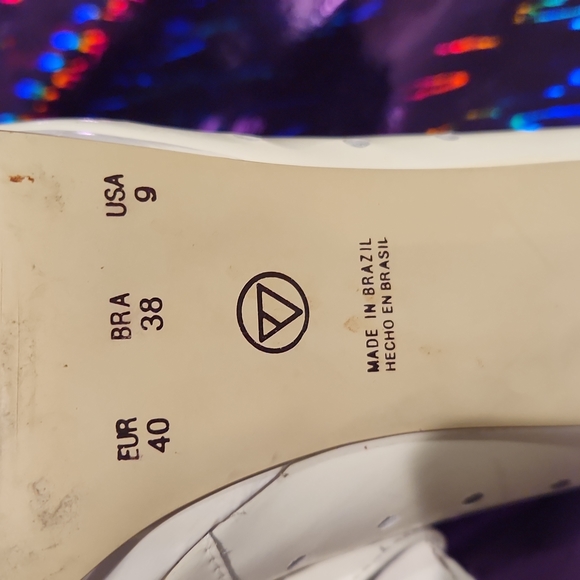 USA
9
BRA
38
EUR
40
MADE IN BRAZIL
HECHO EN BRASIL